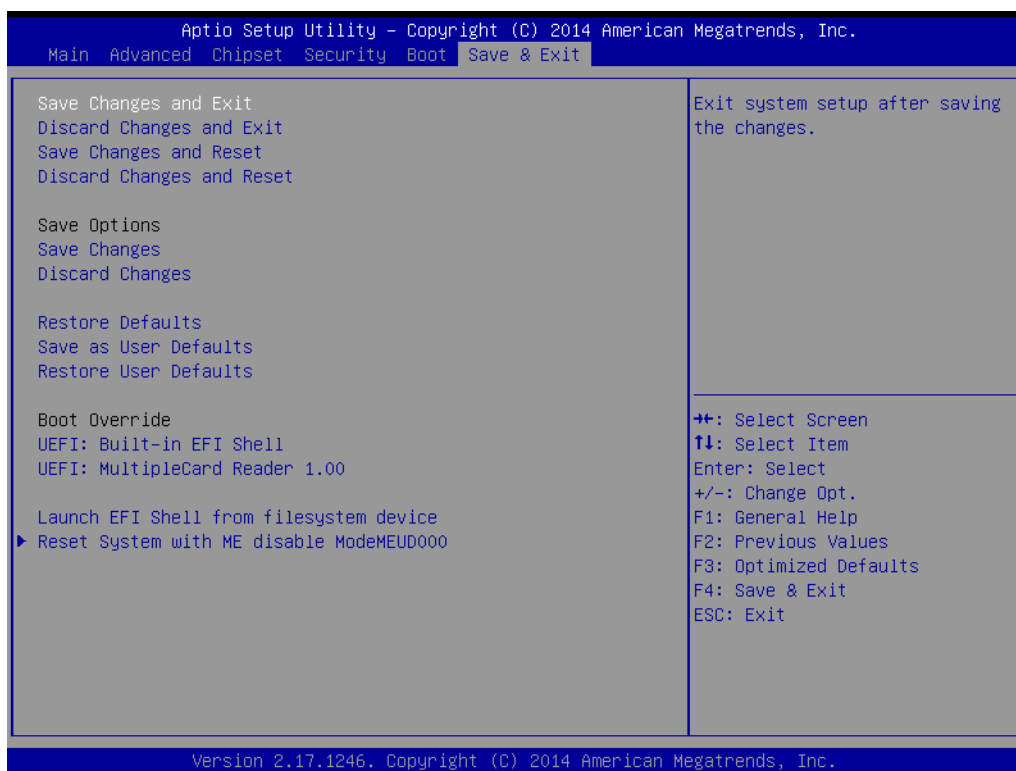 Aptio Setup Utility – Copyright (C) 2014 American Megatrends, Inc.
Main Advanced Chipset Security Boot Save & Exit
Save Changes and Exit
Discard Changes and Exit
Save Changes and Reset
Discard Changes and Reset
Save Options
Save Changes
Discard Changes
Restore Defaults
Save as User Defaults
Restore User Defaults
Boot Override
UEFI: Built-in EFI Shell
UEFI: MultipleCard Reader 1.00
Launch EFI Shell from filesystem device
▶ Reset System with ME disable ModeMEUD000
Exit system setup after saving
the changes.
→←: Select Screen
↑↓: Select Item
Enter: Select
+/-: Change Opt.
F1: General Help
F2: Previous Values
F3: Optimized Defaults
F4: Save & Exit
ESC: Exit
Version 2.17.1246. Copyright (C) 2014 American Megatrends, Inc.